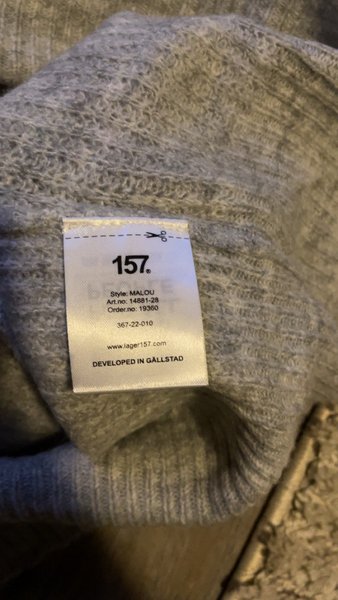 157.
Style: MALOU
Art.no: 14881-28
Order.no: 19360
367-22-010
www.lager157.com
DEVELOPED IN GÄLLSTAD